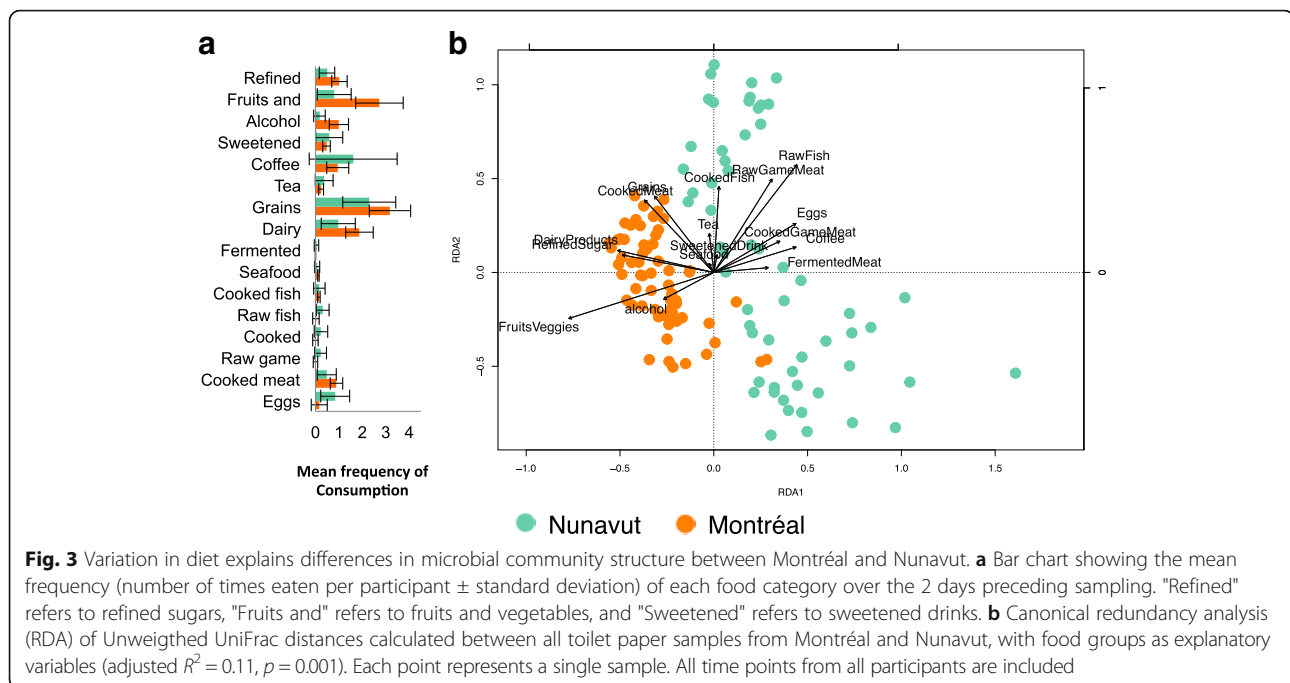 a
Refined
Fruits and
Alcohol
Sweetened
Coffee
Tea
Grains
Dairy
Fermented
Seafood
Cooked fish
Raw fish
Cooked
Raw game
Cooked meat
Eggs
0 1 2 3 4
Mean frequency of
Consumption
b
1.0
0.5
0.0
−0.5
RDA2
1
0
RawFish
RawGameMeat
CookedFish
Grains
CookedMeat
Eggs
Tea
CookedGameMeat
Coffee
DairyProducts
RefinedSugar
SweetenedDrink
Seafood
FermentedMeat
alcohol
FruitsVeggies
−1.0 −0.5 0.0 0.5 1.0 1.5
RDA1
Nunavut Montréal
Fig. 3 Variation in diet explains differences in microbial community structure between Montréal and Nunavut. a Bar chart showing the mean
frequency (number of times eaten per participant ± standard deviation) of each food category over the 2 days preceding sampling. "Refined"
refers to refined sugars, "Fruits and" refers to fruits and vegetables, and "Sweetened" refers to sweetened drinks. b Canonical redundancy analysis
(RDA) of Unweigthed UniFrac distances calculated between all toilet paper samples from Montréal and Nunavut, with food groups as explanatory
variables (adjusted R² = 0.11, p = 0.001). Each point represents a single sample. All time points from all participants are included